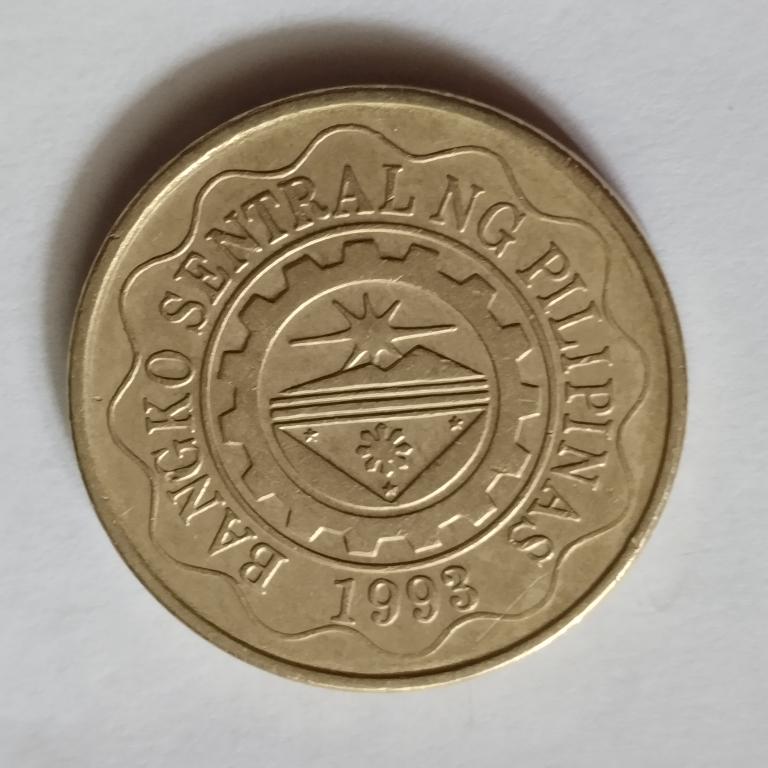 BANGKO SENTRAL NG PILIPINAS
1993